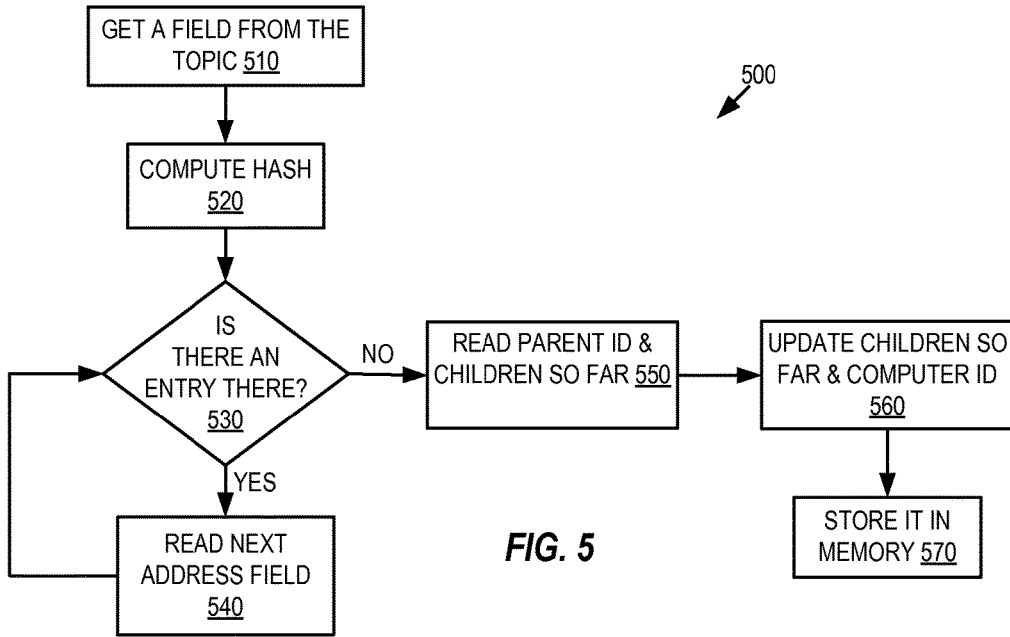 GET A FIELD FROM THE
TOPIC 510
500
COMPUTE HASH
520
IS
THERE AN
ENTRY THERE?
530
NO
READ PARENT ID &
CHILDREN SO FAR 550
UPDATE CHILDREN SO
FAR & COMPUTER ID
560
YES
READ NEXT
ADDRESS FIELD
540
FIG. 5
STORE IT IN
MEMORY 570